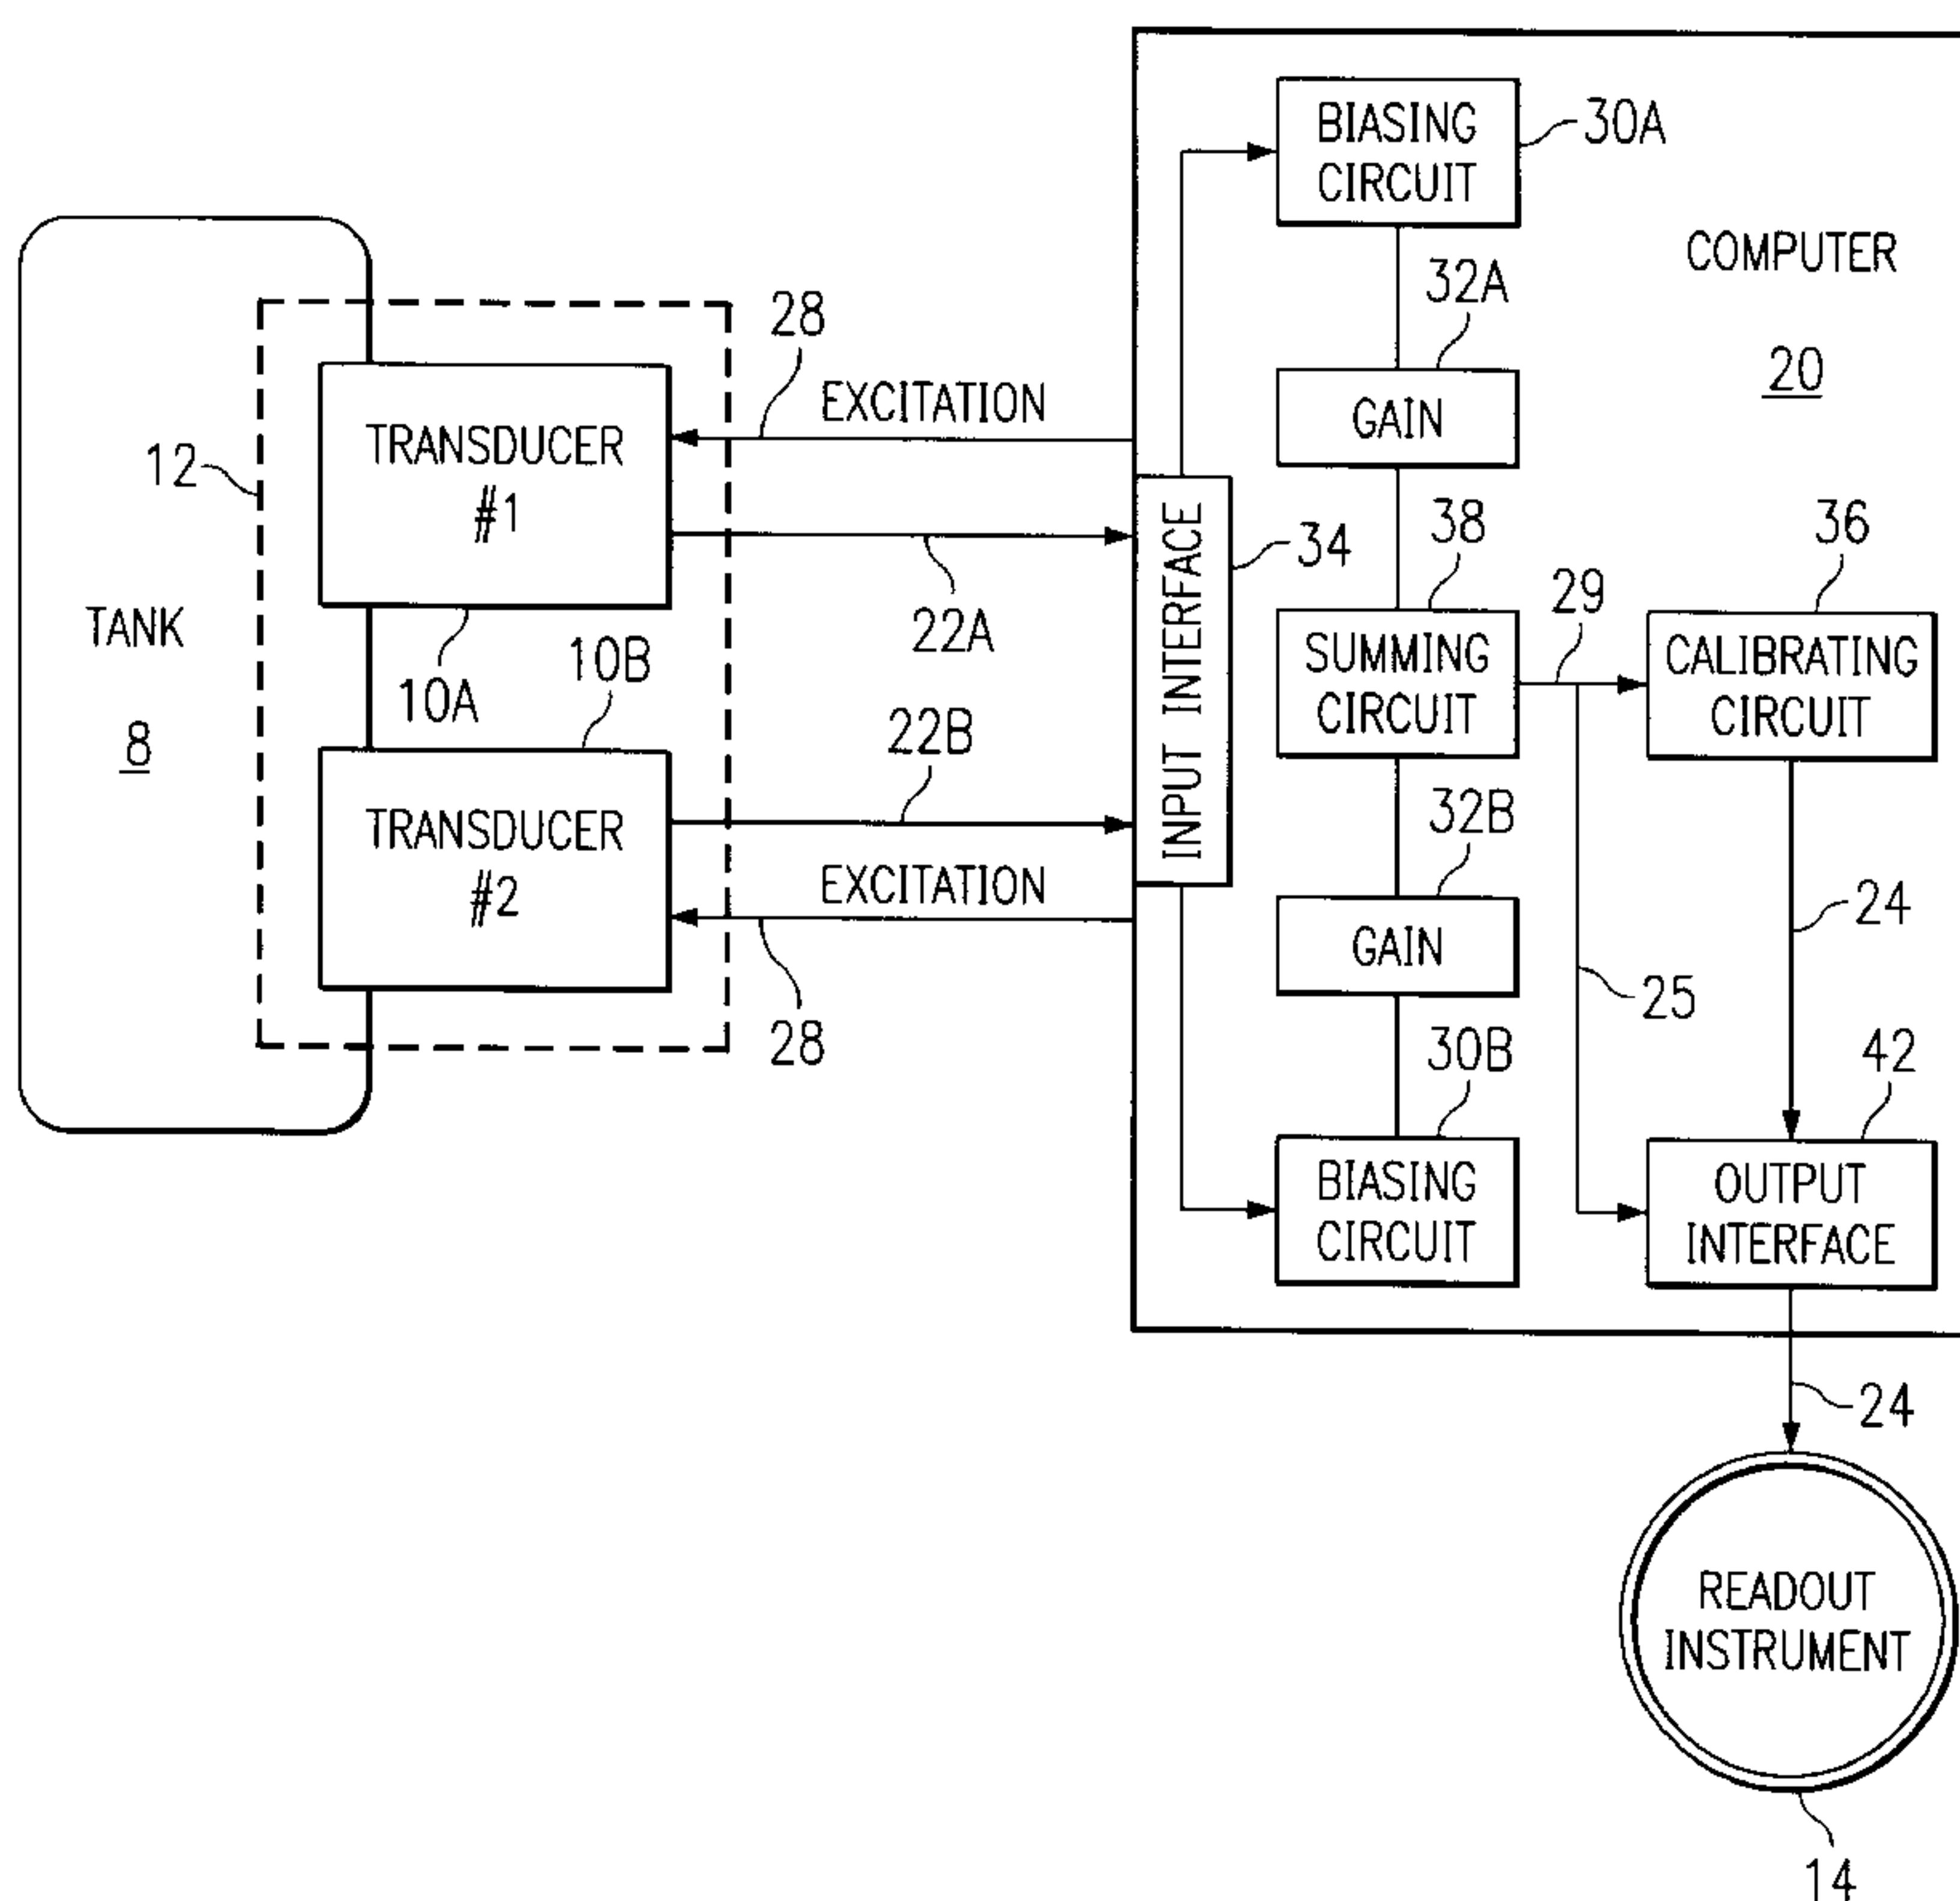 BIASING
CIRCUIT
30A
COMPUTER
20
32A
GAIN
28
EXCITATION
TRANSDUCER
#1
12
34
INPUT INTERFACE
38
36
29
22A
TANK
8
10A
10B
SUMMING
CIRCUIT
CALIBRATING
CIRCUIT
22B
TRANSDUCER
#2
32B
EXCITATION
GAIN
24
25
28
30B
42
BIASING
CIRCUIT
OUTPUT
INTERFACE
24
READOUT
INSTRUMENT
14